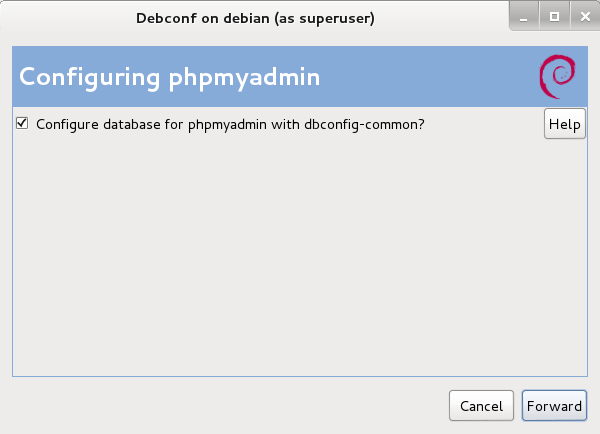 Debconf on debian (as superuser)
Configuring phpmyadmin
Configure database for phpmyadmin with dbconfig-common?
Help
Cancel
Forward